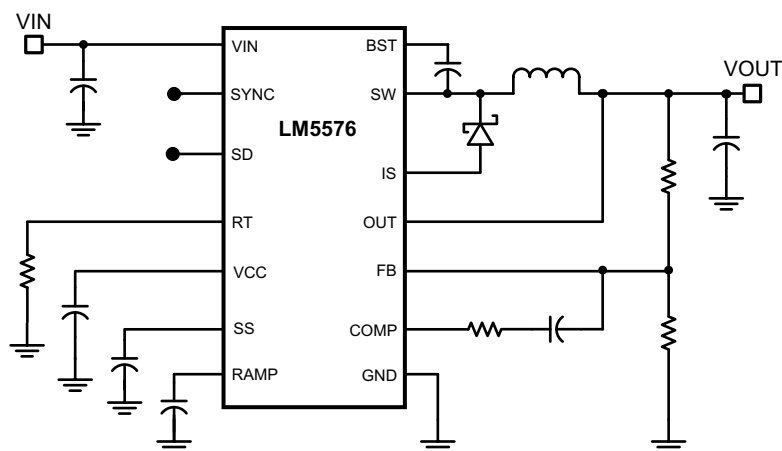 VIN
VOUT
VIN
BST
SYNC
SW
LM5576
SD
IS
RT
OUT
VCC
FB
SS
COMP
RAMP
GND